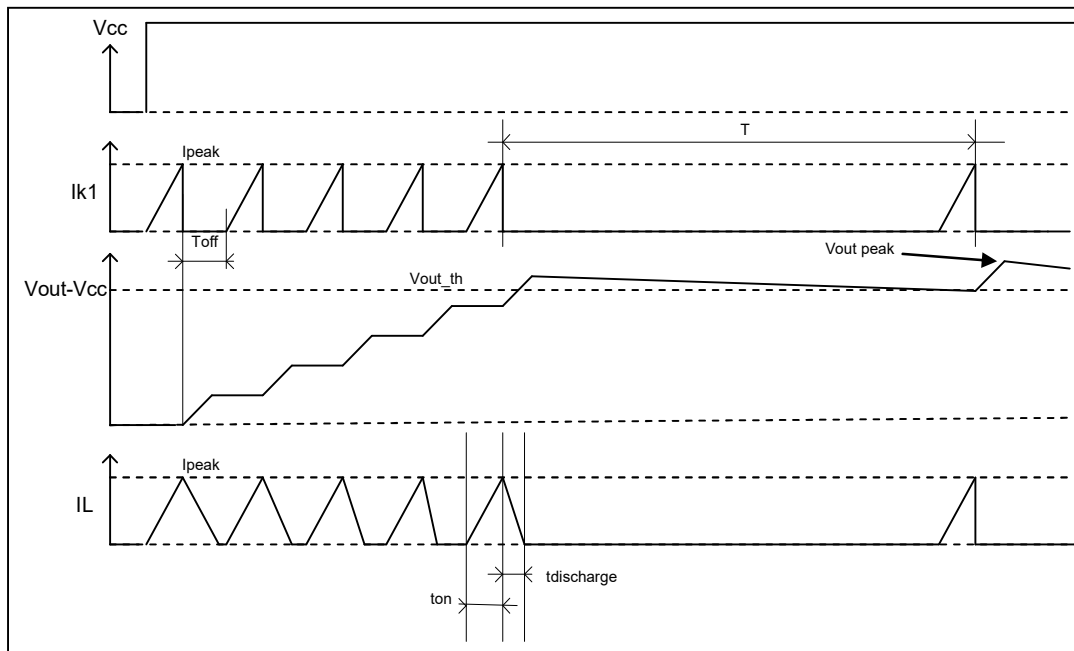 Vcc
T
Ipeak
Ik1
Toff
Vout peak
Vout_th
Vout-Vcc
Ipeak
IL
tdischarge
ton